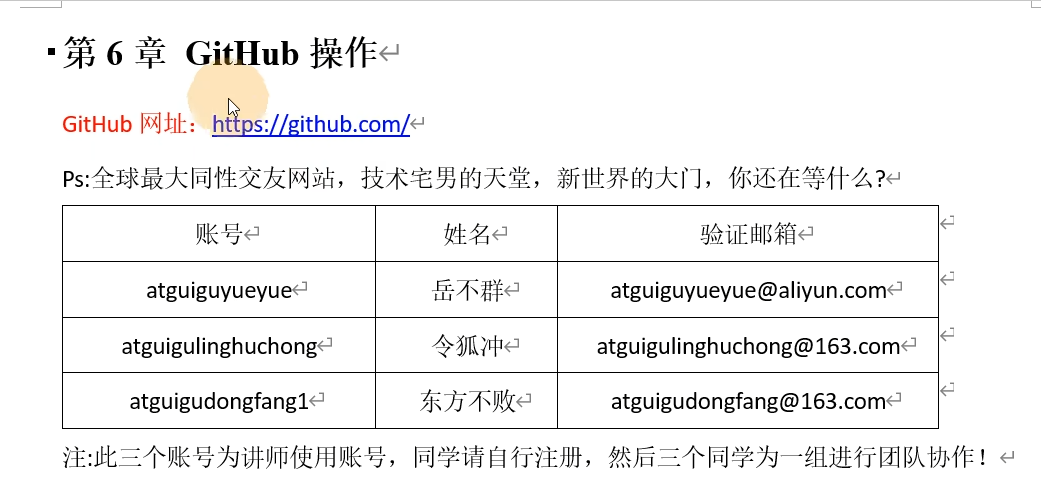 第 6 章 GitHub 操作
GitHub 网址：https://github.com/
Ps:全球最大同性交友网站，技术宅男的天堂，新世界的大门，你还在等什么?
账号 姓名 验证邮箱
atguiguyueyue 岳不群 atguiguyueyue@aliyun.com
atguigulinghuchong 令狐冲 atguigulinghuchong@163.com
atguigudongfang1 东方不败 atguigudongfang@163.com
注:此三个账号为讲师使用账号，同学请自行注册，然后三个同学为一组进行团队协作！